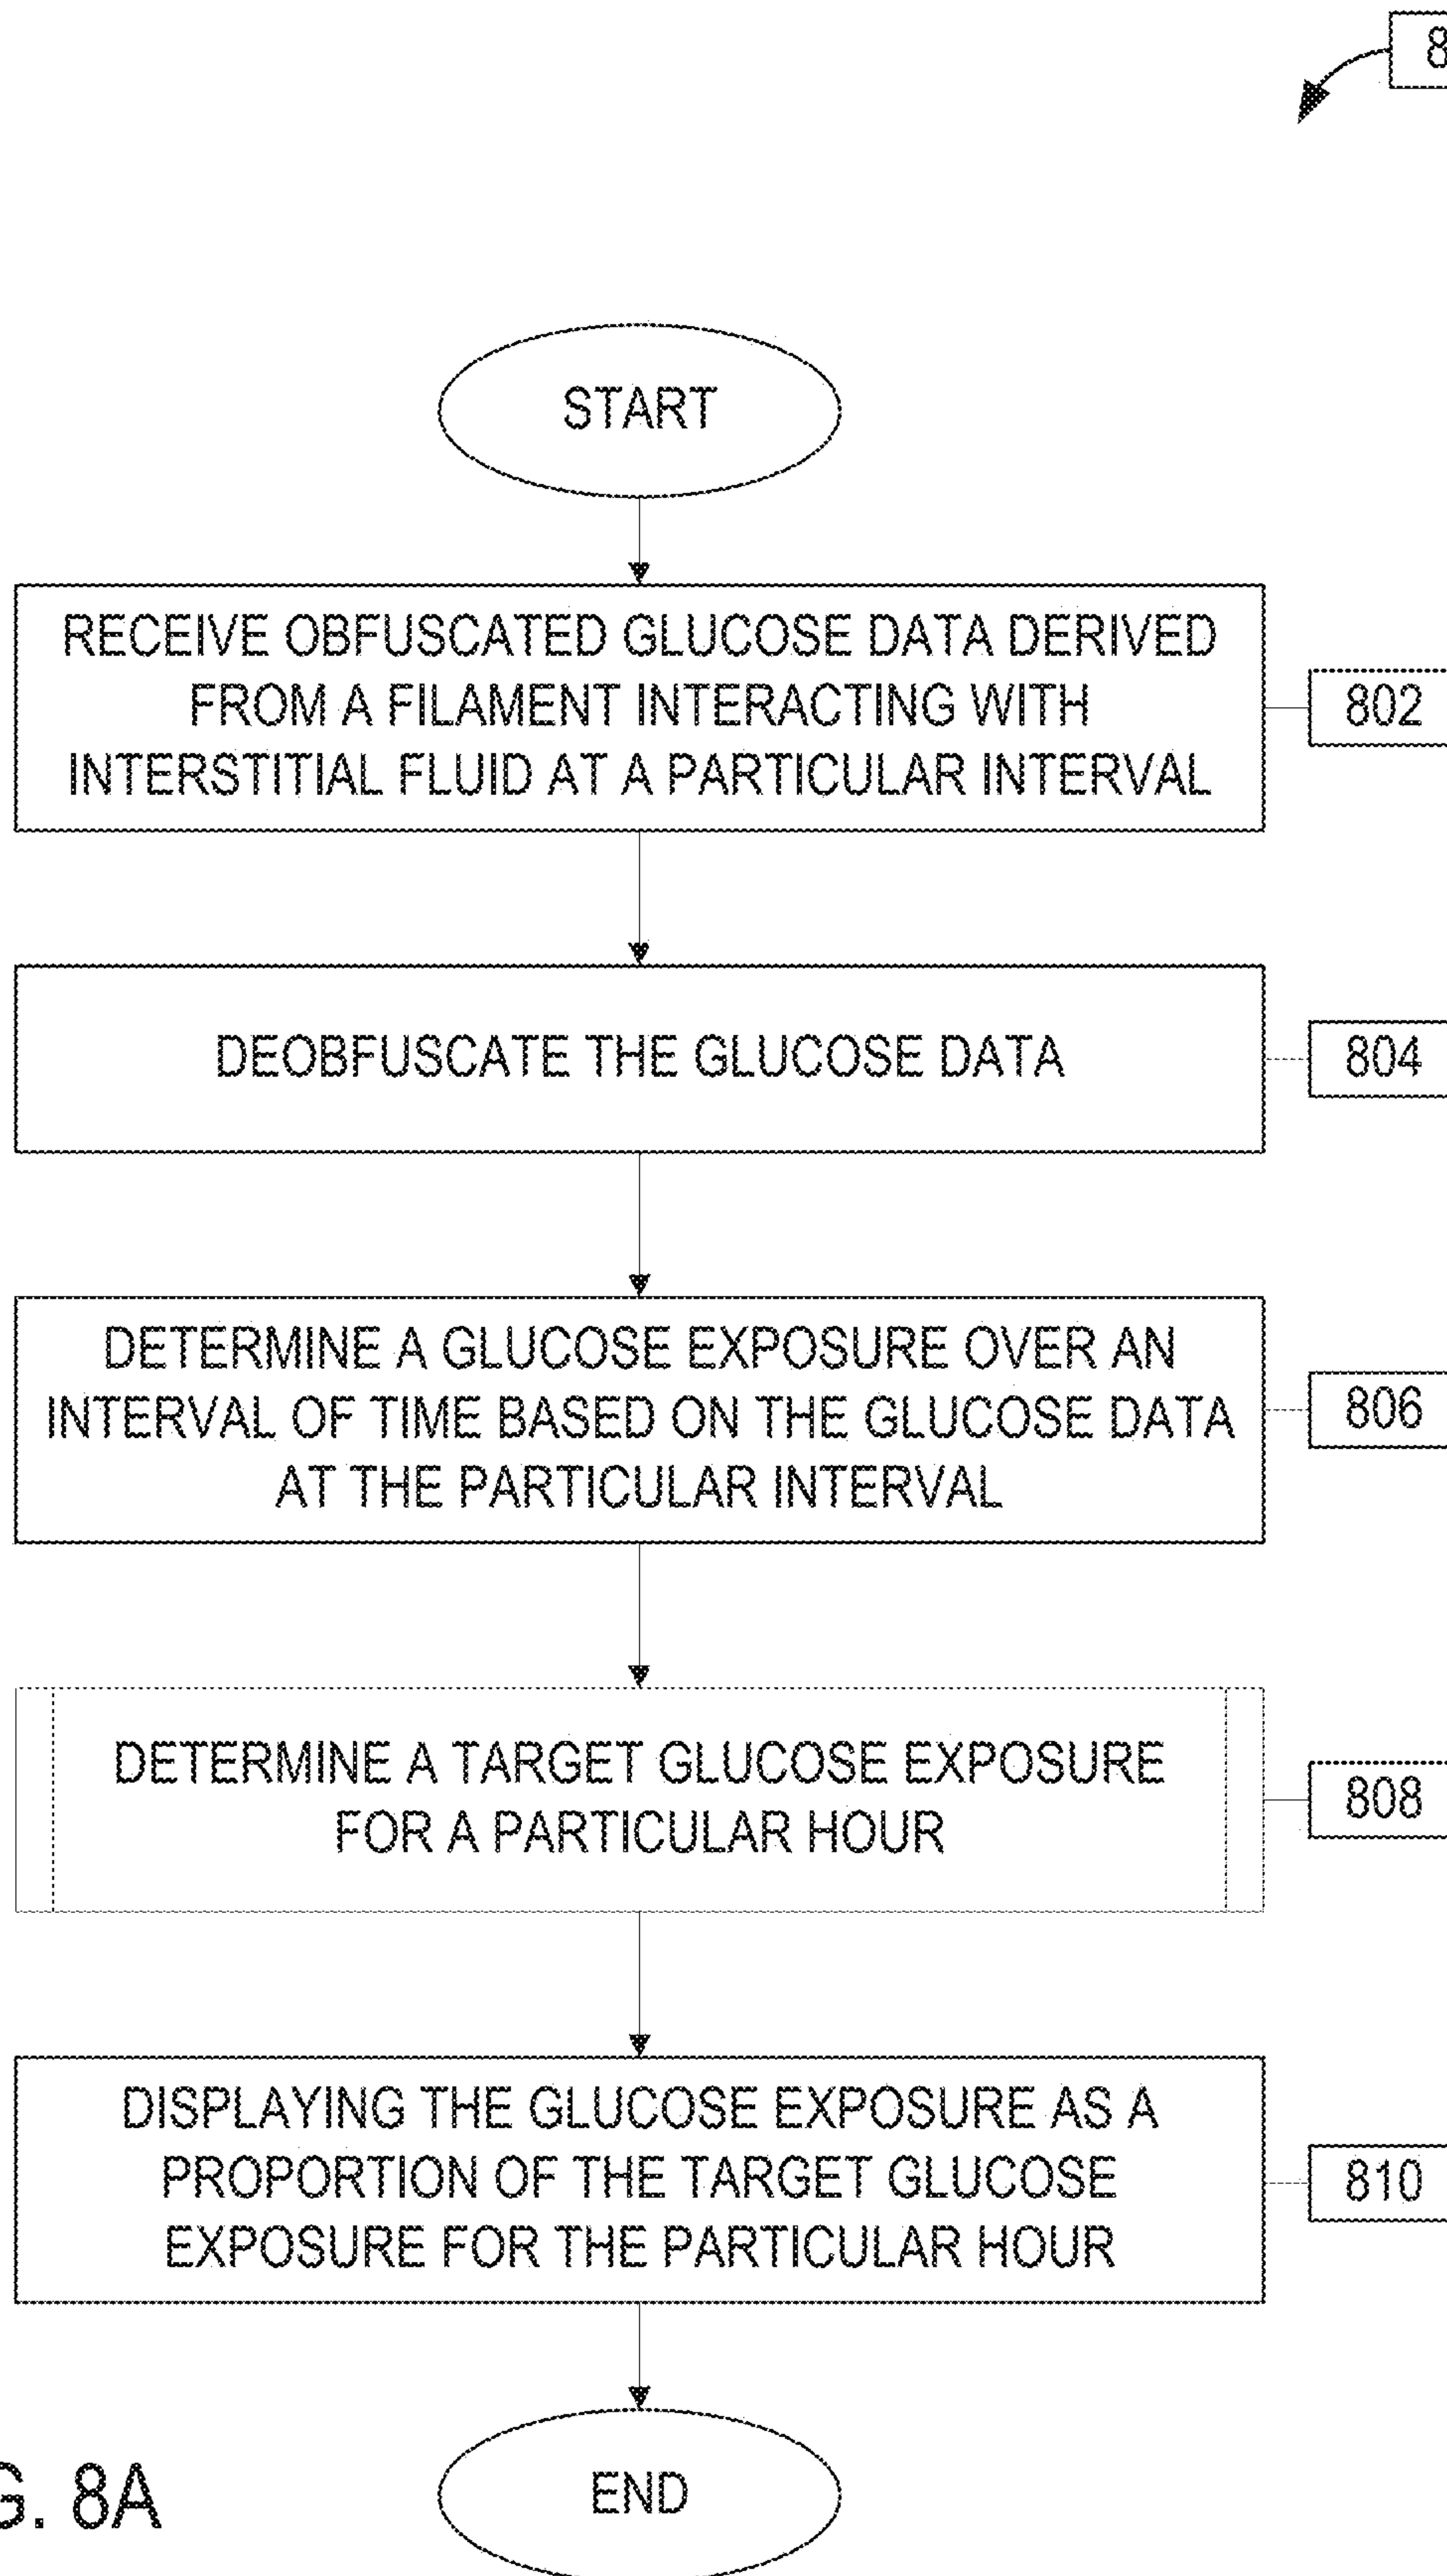 8
START
RECEIVE OBFUSCATED GLUCOSE DATA DERIVED
FROM A FILAMENT INTERACTING WITH
INTERSTITIAL FLUID AT A PARTICULAR INTERVAL
802
DEOBFUSCATE THE GLUCOSE DATA
804
DETERMINE A GLUCOSE EXPOSURE OVER AN
INTERVAL OF TIME BASED ON THE GLUCOSE DATA
AT THE PARTICULAR INTERVAL
806
DETERMINE A TARGET GLUCOSE EXPOSURE
FOR A PARTICULAR HOUR
808
DISPLAYING THE GLUCOSE EXPOSURE AS A
PROPORTION OF THE TARGET GLUCOSE
EXPOSURE FOR THE PARTICULAR HOUR
810
END
G. 8A